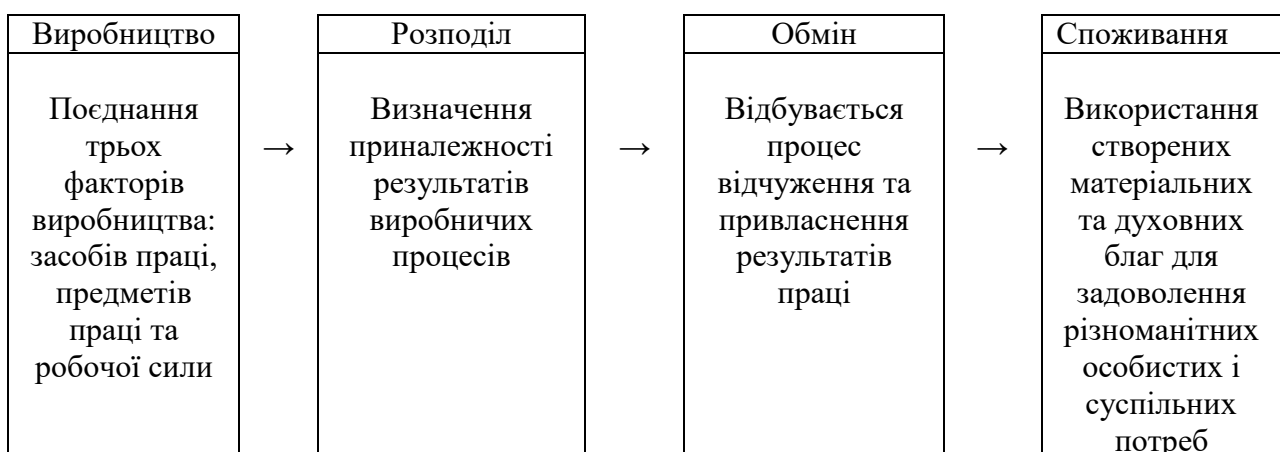 Виробництво
Поєднання
трьох
факторів
виробництва:
засобів праці,
предметів
праці та
робочої сили
→
Розподіл
Визначення
приналежності
результатів
виробничих
процесів
→
Обмін
Відбувається
процес
відчуження та
привласнення
результатів
праці
→
Споживання
Використання
створених
матеріальних
та духовних
благ для
задоволення
різноманітних
особистих і
суспільних
потреб